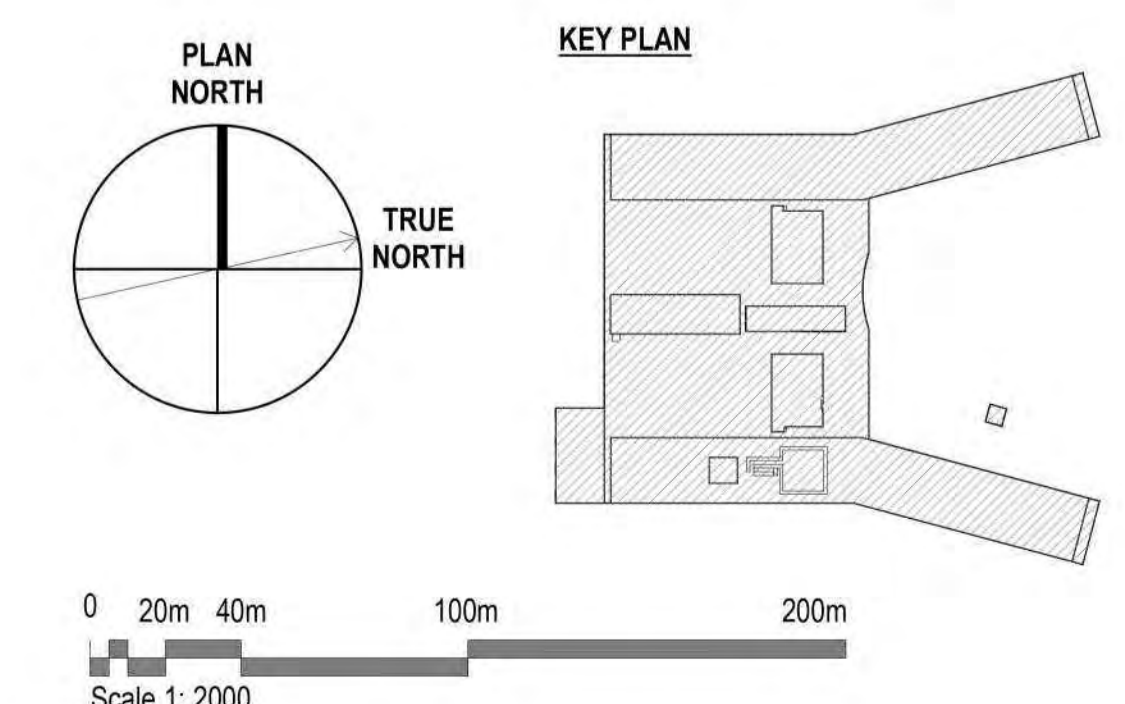 PLAN
NORTH
TRUE
NORTH
KEY PLAN
0 20m 40m 100m 200m
Scale 1: 2000